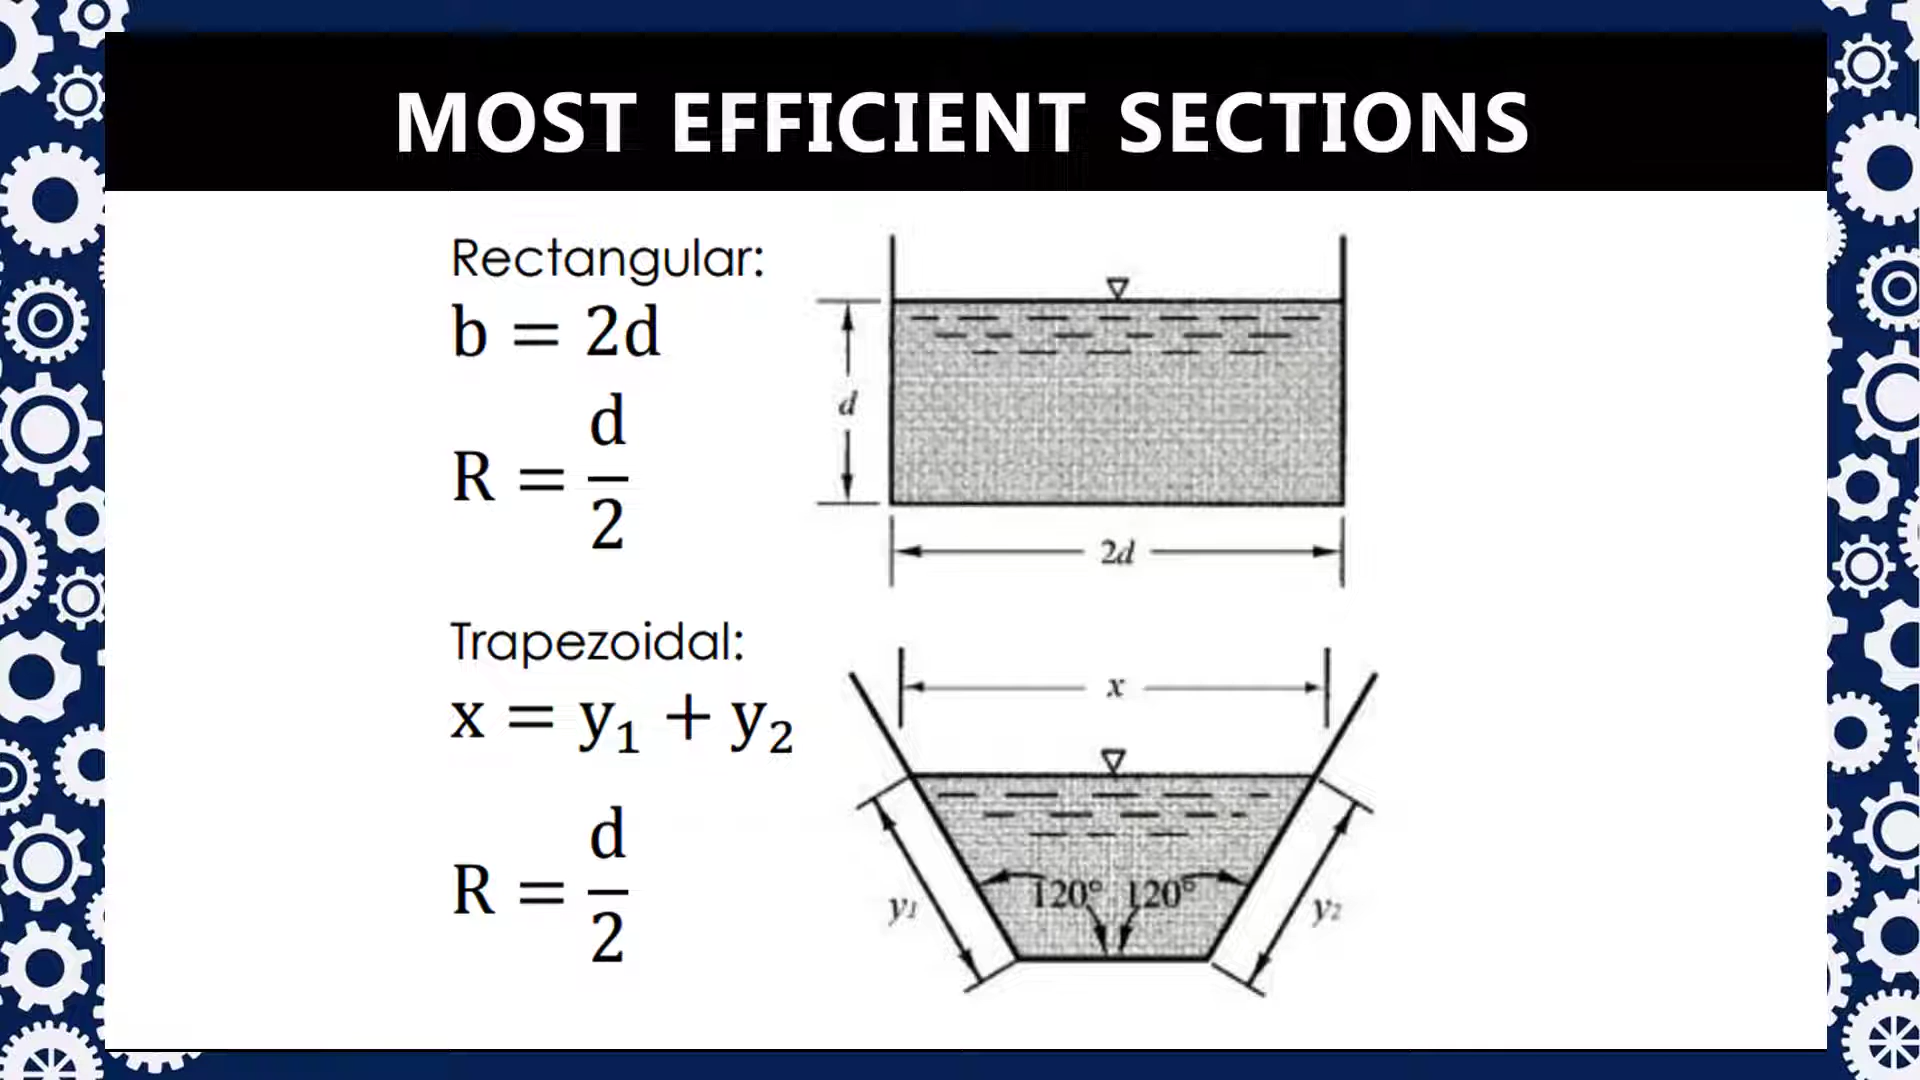 MOST EFFICIENT SECTIONS
Rectangular:
b = 2d
R = d/2
d
2d
Trapezoidal:
x = y₁ + y₂
R = d/2
x
120° 120°
y₁
y₂